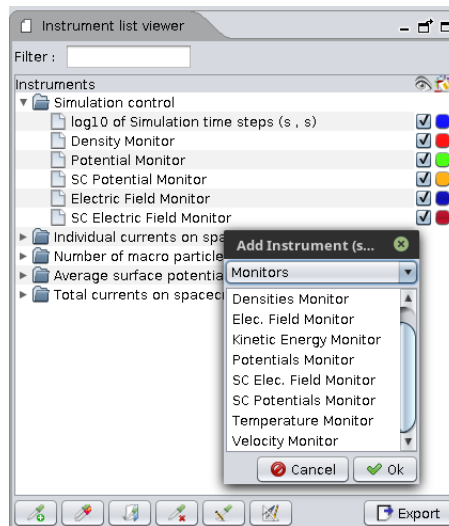 Instrument list viewer
Filter :
Instruments
Simulation control
log10 of Simulation time steps (s , s)
Density Monitor
Potential Monitor
SC Potential Monitor
Electric Field Monitor
SC Electric Field Monitor
Individual currents on spa
Number of macro particle
Average surface potentia
Total currents on spacec
Add Instrument (s...
Monitors
Densities Monitor
Elec. Field Monitor
Kinetic Energy Monitor
Potentials Monitor
SC Elec. Field Monitor
SC Potentials Monitor
Temperature Monitor
Velocity Monitor
Cancel Ok
Export